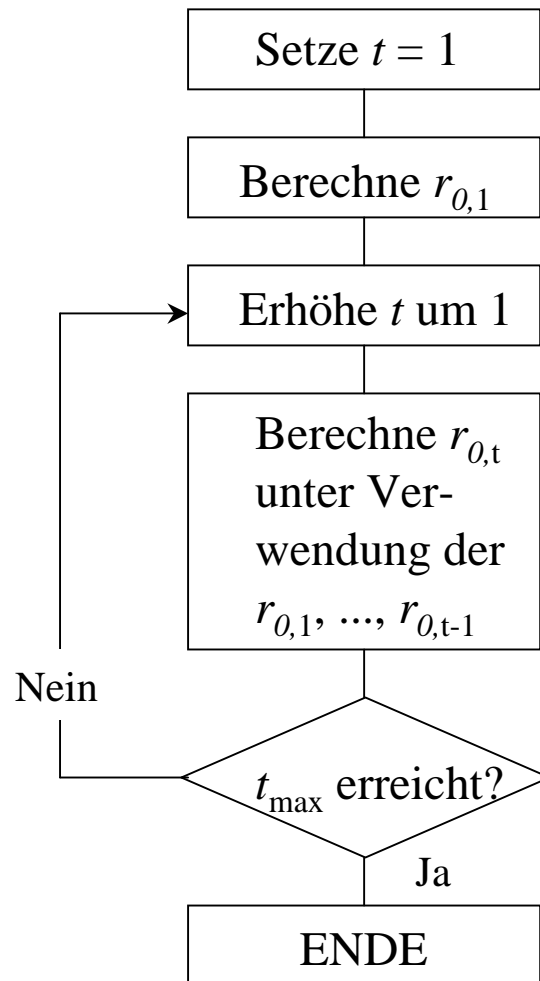 Setze t = 1
Berechne r0,1
Erhöhe t um 1
Berechne r0,t
unter Ver-
wendung der
r0,1, ..., r0,t-1
Nein
tmax erreicht?
Ja
ENDE